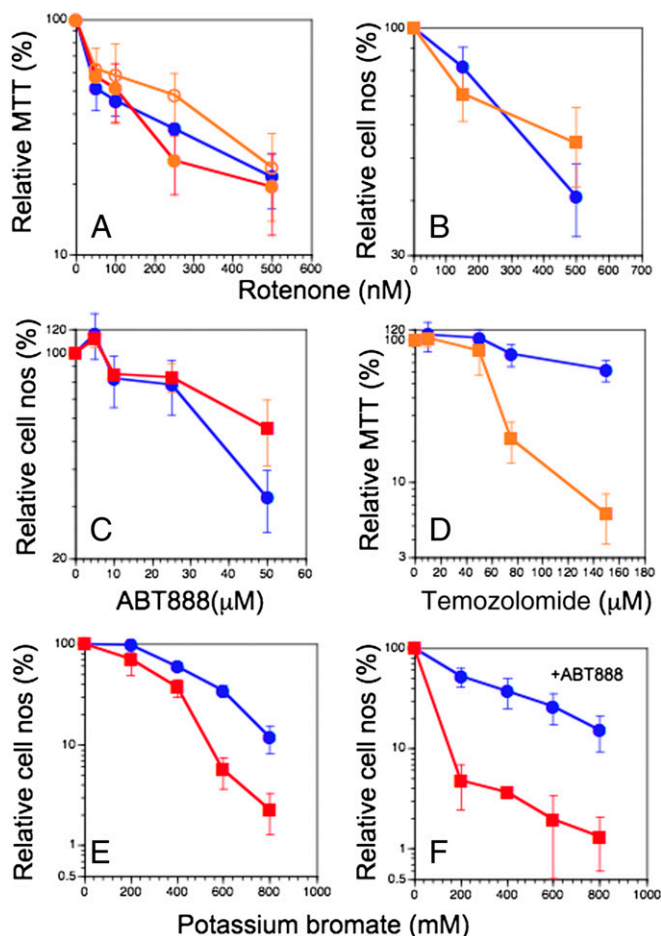 100
10
Relative MTT (%)
A
0 100 200 300 400 500 600
100
30
Relative cell nos (%)
B
0 100 200 300 400 500 600 700
Rotenone (nM)
120
100
20
Relative cell nos (%)
C
0 10 20 30 40 50 60
ABT888(μM)
120
100
10
3
Relative MTT (%)
D
0 20 40 60 80 100 120 140 160 180
Temozolomide (μM)
100
10
1
0.5
Relative cell nos (%)
E
0 200 400 600 800 1000
100
10
1
0.5
Relative cell nos (%)
+ABT888
F
0 200 400 600 800 1000
Potassium bromate (mM)